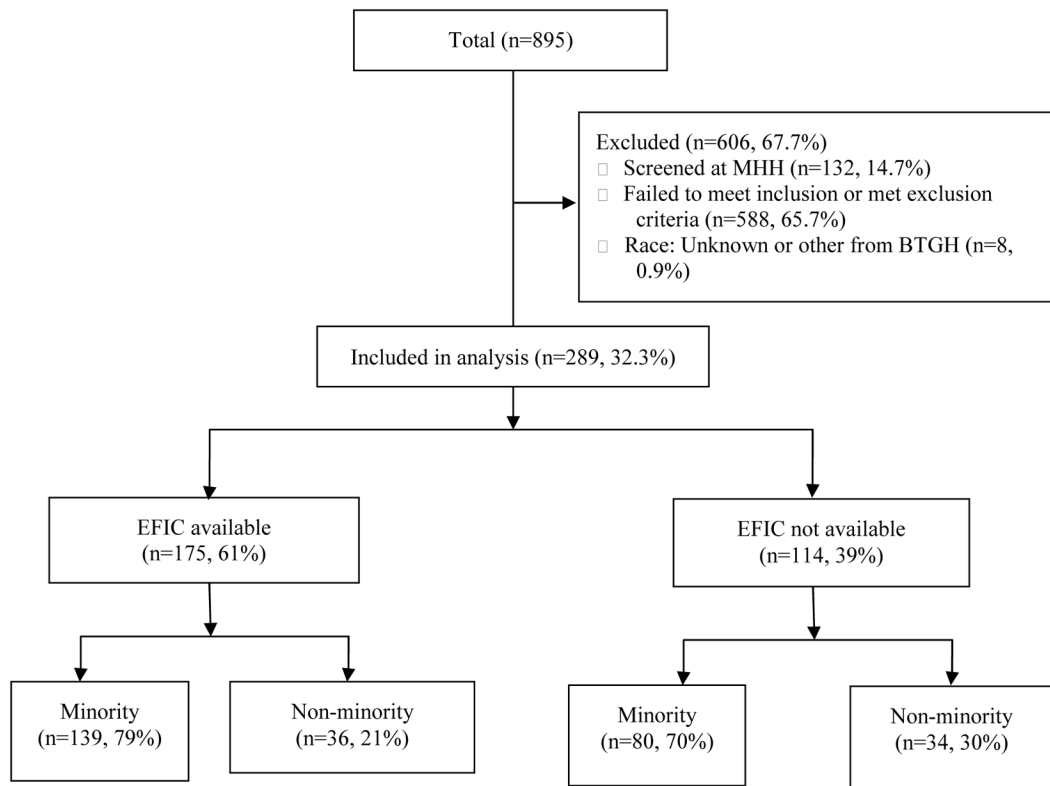 Total (n=895)
Excluded (n=606, 67.7%)
Screened at MHH (n=132, 14.7%)
Failed to meet inclusion or met exclusion
criteria (n=588, 65.7%)
Race: Unknown or other from BTGH (n=8,
0.9%)
Included in analysis (n=289, 32.3%)
EFIC available
(n=175, 61%)
EFIC not available
(n=114, 39%)
Minority
(n=139, 79%)
Non-minority
(n=36, 21%)
Minority
(n=80, 70%)
Non-minority
(n=34, 30%)